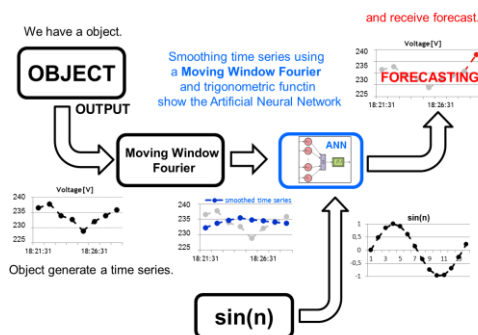 We have a object.
OBJECT
OUTPUT
Smoothing time series using
a Moving Window Fourier
and trigonometric functin
show the Artificial Neural Network
and receive forecast.
Voltage[V]
240
235
230
225
FORECASTING
18:21:31 18:26:31
Moving Window
Fourier
ANN
Voltage[V]
240
235
230
225
18:21:31 18:26:31
Object generate a time series.
smoothed time series
240
235
230
225
18:21:31 18:26:31
sin(n)
1
0,5
0
-0,5
-1
1 3 5 7 9 11
sin(n)